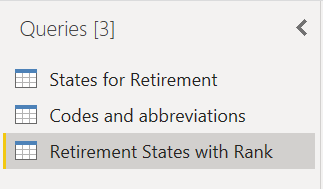 Queries [3]
States for Retirement
Codes and abbreviations
Retirement States with Rank